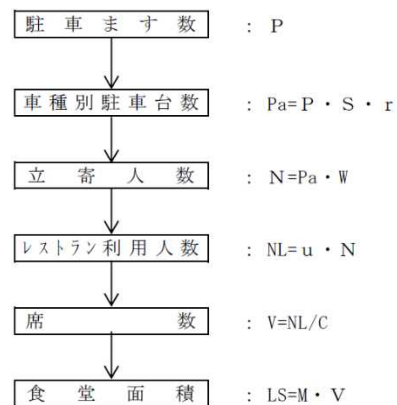 駐車ます数 : P
車種別駐車台数 : Pa=P・S・r
立寄人数 : N=Pa・W
レストラン利用人数 : NL=u・N
席数 : V=NL/C
食堂面積 : LS=M・V